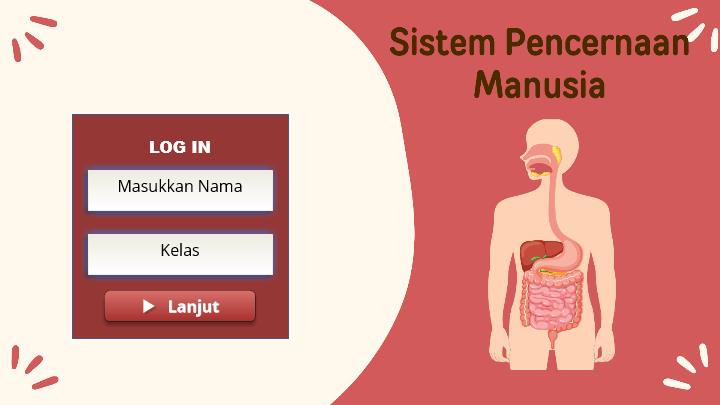 Sistem Pencernaan
Manusia
LOG IN
Masukkan Nama
Kelas
Lanjut